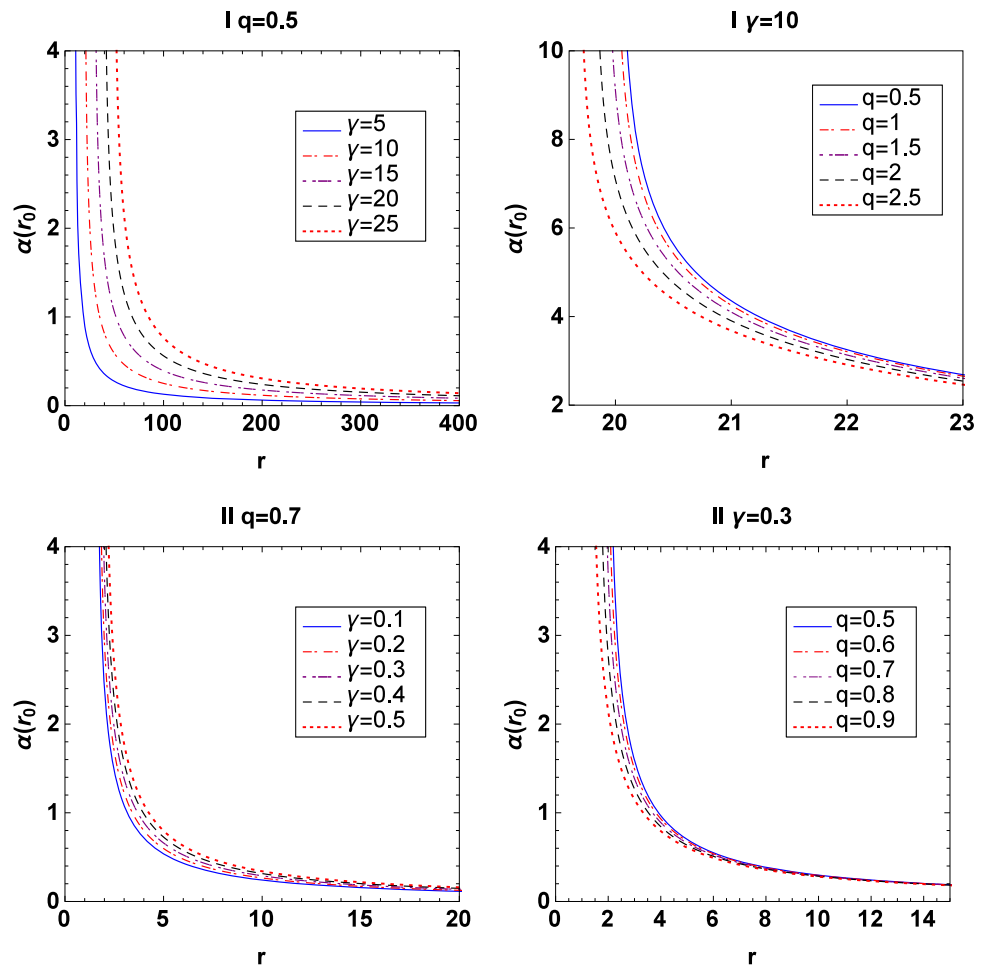 I q=0.5
4
3
2
1
0
α(r₀)
γ=5
γ=10
γ=15
γ=20
γ=25
0 100 200 300 400
r
I γ=10
10
8
6
4
2
α(r₀)
q=0.5
q=1
q=1.5
q=2
q=2.5
20 21 22 23
r
II q=0.7
4
3
2
1
0
α(r₀)
γ=0.1
γ=0.2
γ=0.3
γ=0.4
γ=0.5
0 5 10 15 20
r
II γ=0.3
4
3
2
1
0
α(r₀)
q=0.5
q=0.6
q=0.7
q=0.8
q=0.9
0 2 4 6 8 10 12 14
r